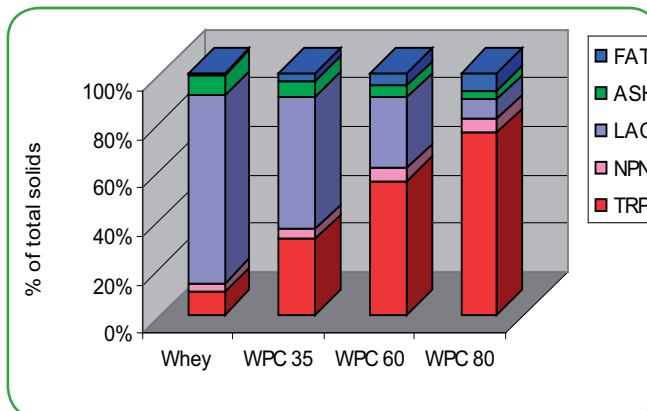 % of total solids
100%
80%
60%
40%
20%
0%
Whey WPC 35 WPC 60 WPC 80
FAT
ASH
LAC
NPN
TRP